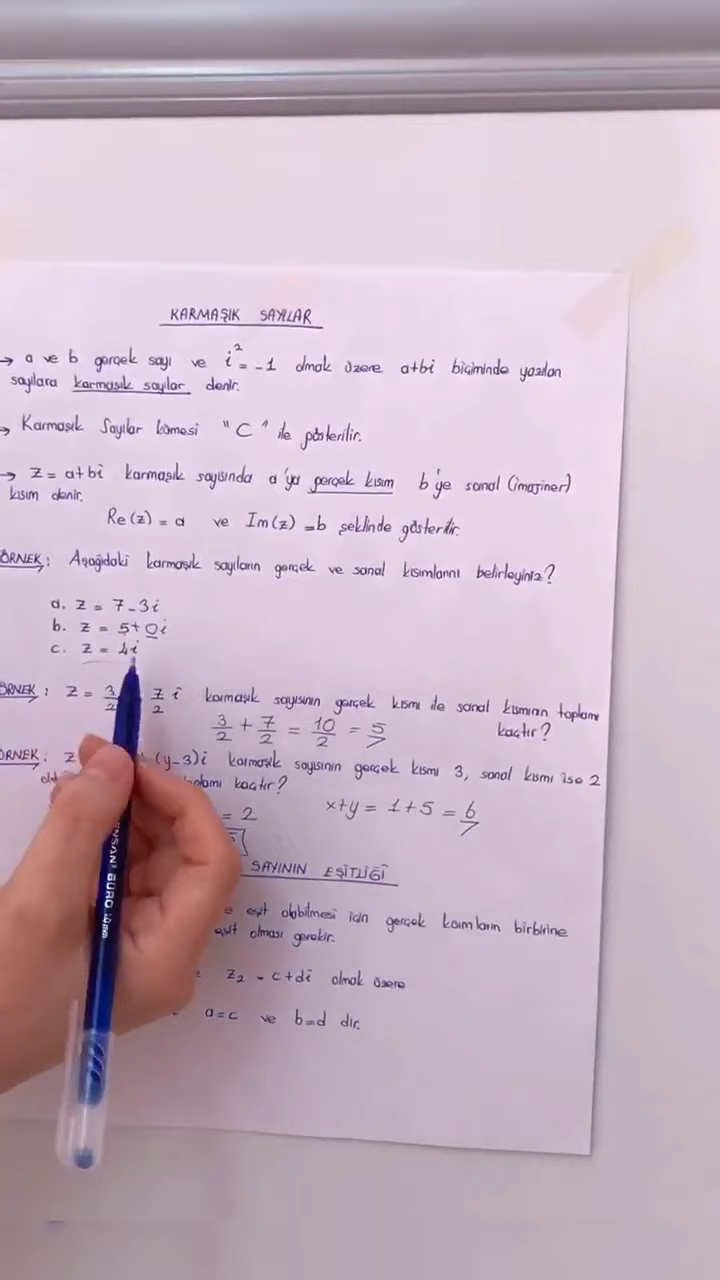 KARMAŞIK SAYILAR
→ a ve b gerçek sayı ve i² = -1 olmak üzere a+bi biçiminde yazılan
sayılara karmaşık sayılar denir.
→ Karmaşık Sayılar kümesi "C" ile gösterilir.
→ z = a+bi karmaşık sayısında a'ya gerçek kısım b'ye sanal (imajiner)
kısım denir.
Re(z) = a ve Im(z) = b şeklinde gösterilir.
ÖRNEK: Aşağıdaki karmaşık sayıların gerçek ve sanal kısımlarını belirleyiniz?
a. z = 7-3i
b. z = 5+0i
c. z = 4i
ÖRNEK: z = 3/2 7/2 i karmaşık sayısının gerçek kısmı ile sanal kısmının toplamı
kaçtır?
3/2 + 7/2 = 10/2 = 5
ÖRNEK: z (y-3)i karmaşık sayısının gerçek kısmı 3, sanal kısmı ise 2
kaçtır?
= 2 x+y = 1+5 = 6
SAYININ EŞİTLİĞİ
eşit olabilmesi için gerçek kısımların birbirine
eşit olması gerekir.
z₂ = c+di olmak üzere
a=c ve b=d dir.
TENSAN BÜRO 1.0 mm